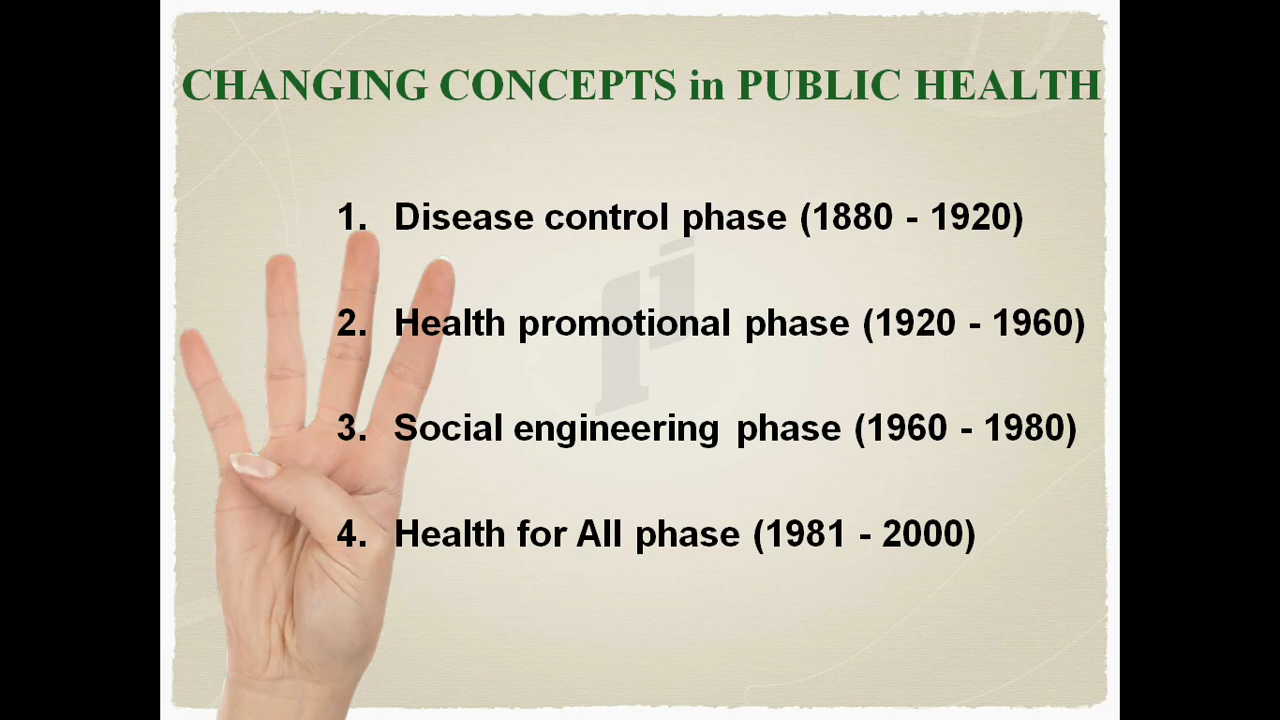 CHANGING CONCEPTS in PUBLIC HEALTH
1. Disease control phase (1880 - 1920)
2. Health promotional phase (1920 - 1960)
3. Social engineering phase (1960 - 1980)
4. Health for All phase (1981 - 2000)